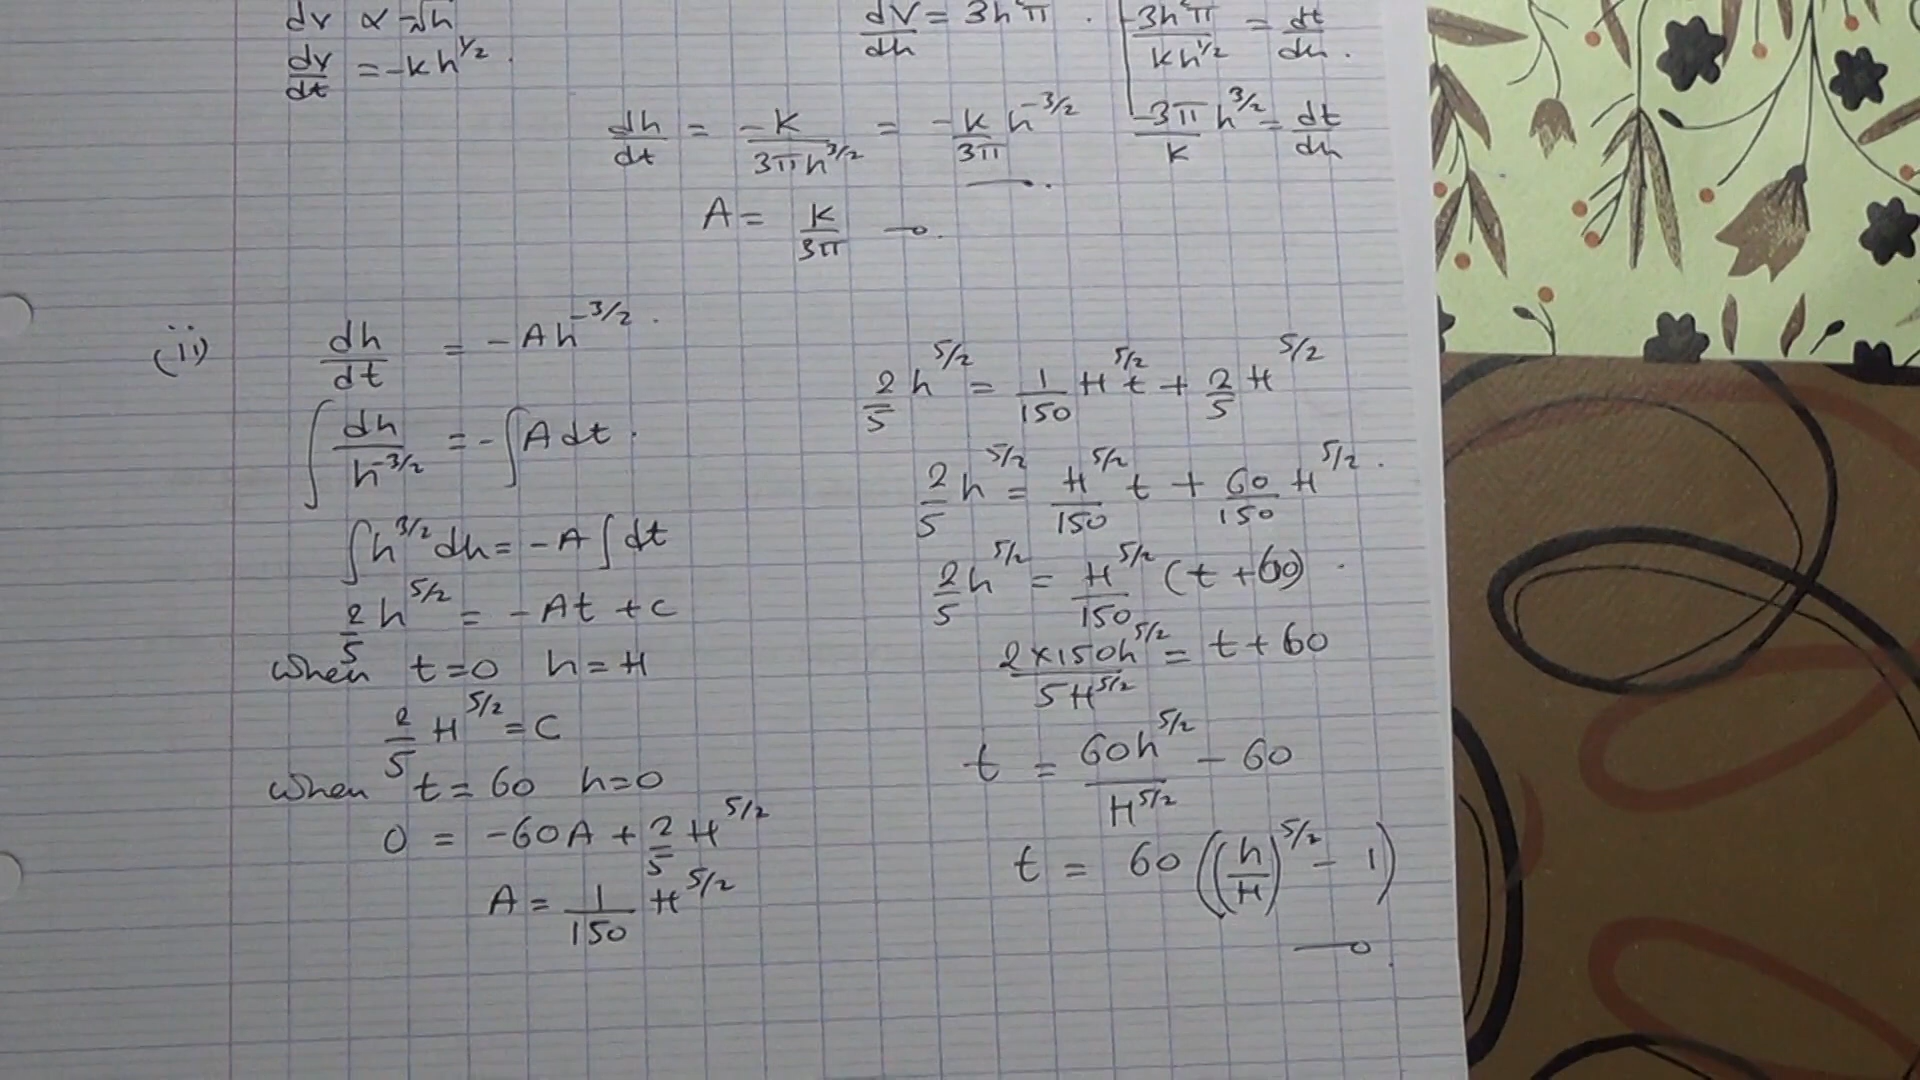 dv ∝ -√h
dv/dt = -kh^1/2.
dV/dh = 3h²π.
-3h²π/kh^1/2 = dt/dh.
dh/dt = -k/3πh^3/2 = -k/3π h^-3/2
-3π/k h^3/2 = dt/dh
A = k/3π
(ii) dh/dt = -Ah^-3/2.
∫ dh/h^-3/2 = -∫A dt.
∫h^3/2 dh = -A∫dt
2/5 h^5/2 = -At + c
when t=0 h=H
2/5 H^5/2 = C
when t=60 h=0
0 = -60A + 2/5 H^5/2
A = 1/150 H^5/2
2/5 h^5/2 = 1/150 H^5/2 t + 2/5 H^5/2
2/5 h^5/2 = H^5/2/150 t + 60/150 H^5/2.
2/5 h^5/2 = H^5/2/150 (t+60).
2×150h^5/2/5H^5/2 = t+60
t = 60h^5/2/H^5/2 - 60
t = 60((h/H)^5/2 - 1)